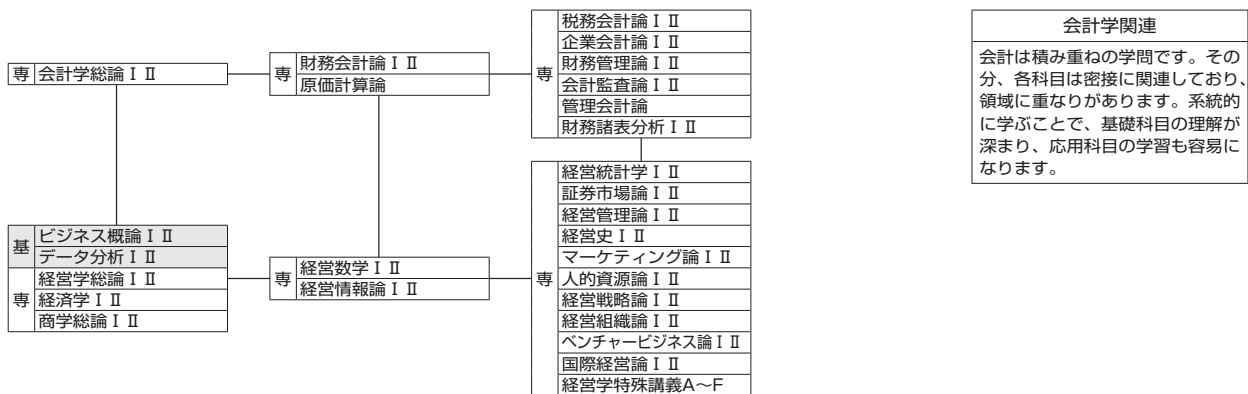 専 会計学総論ⅠⅡ
専
財務会計論ⅠⅡ
原価計算論
専
税務会計論ⅠⅡ
企業会計論ⅠⅡ
財務管理論ⅠⅡ
会計監査論ⅠⅡ
管理会計論
財務諸表分析ⅠⅡ
基
ビジネス概論ⅠⅡ
データ分析ⅠⅡ
専
経営学総論ⅠⅡ
経済学ⅠⅡ
商学総論ⅠⅡ
専
経営数学ⅠⅡ
経営情報論ⅠⅡ
専
経営統計学ⅠⅡ
証券市場論ⅠⅡ
経営管理論ⅠⅡ
経営史ⅠⅡ
マーケティング論ⅠⅡ
人的資源論ⅠⅡ
経営戦略論ⅠⅡ
経営組織論ⅠⅡ
ベンチャービジネス論ⅠⅡ
国際経営論ⅠⅡ
経営学特殊講義A～F
会計学関連
会計は積み重ねの学問です。その
分、各科目は密接に関連しており、
領域に重なりがあります。系統的
に学ぶことで、基礎科目の理解が
深まり、応用科目の学習も容易に
なります。